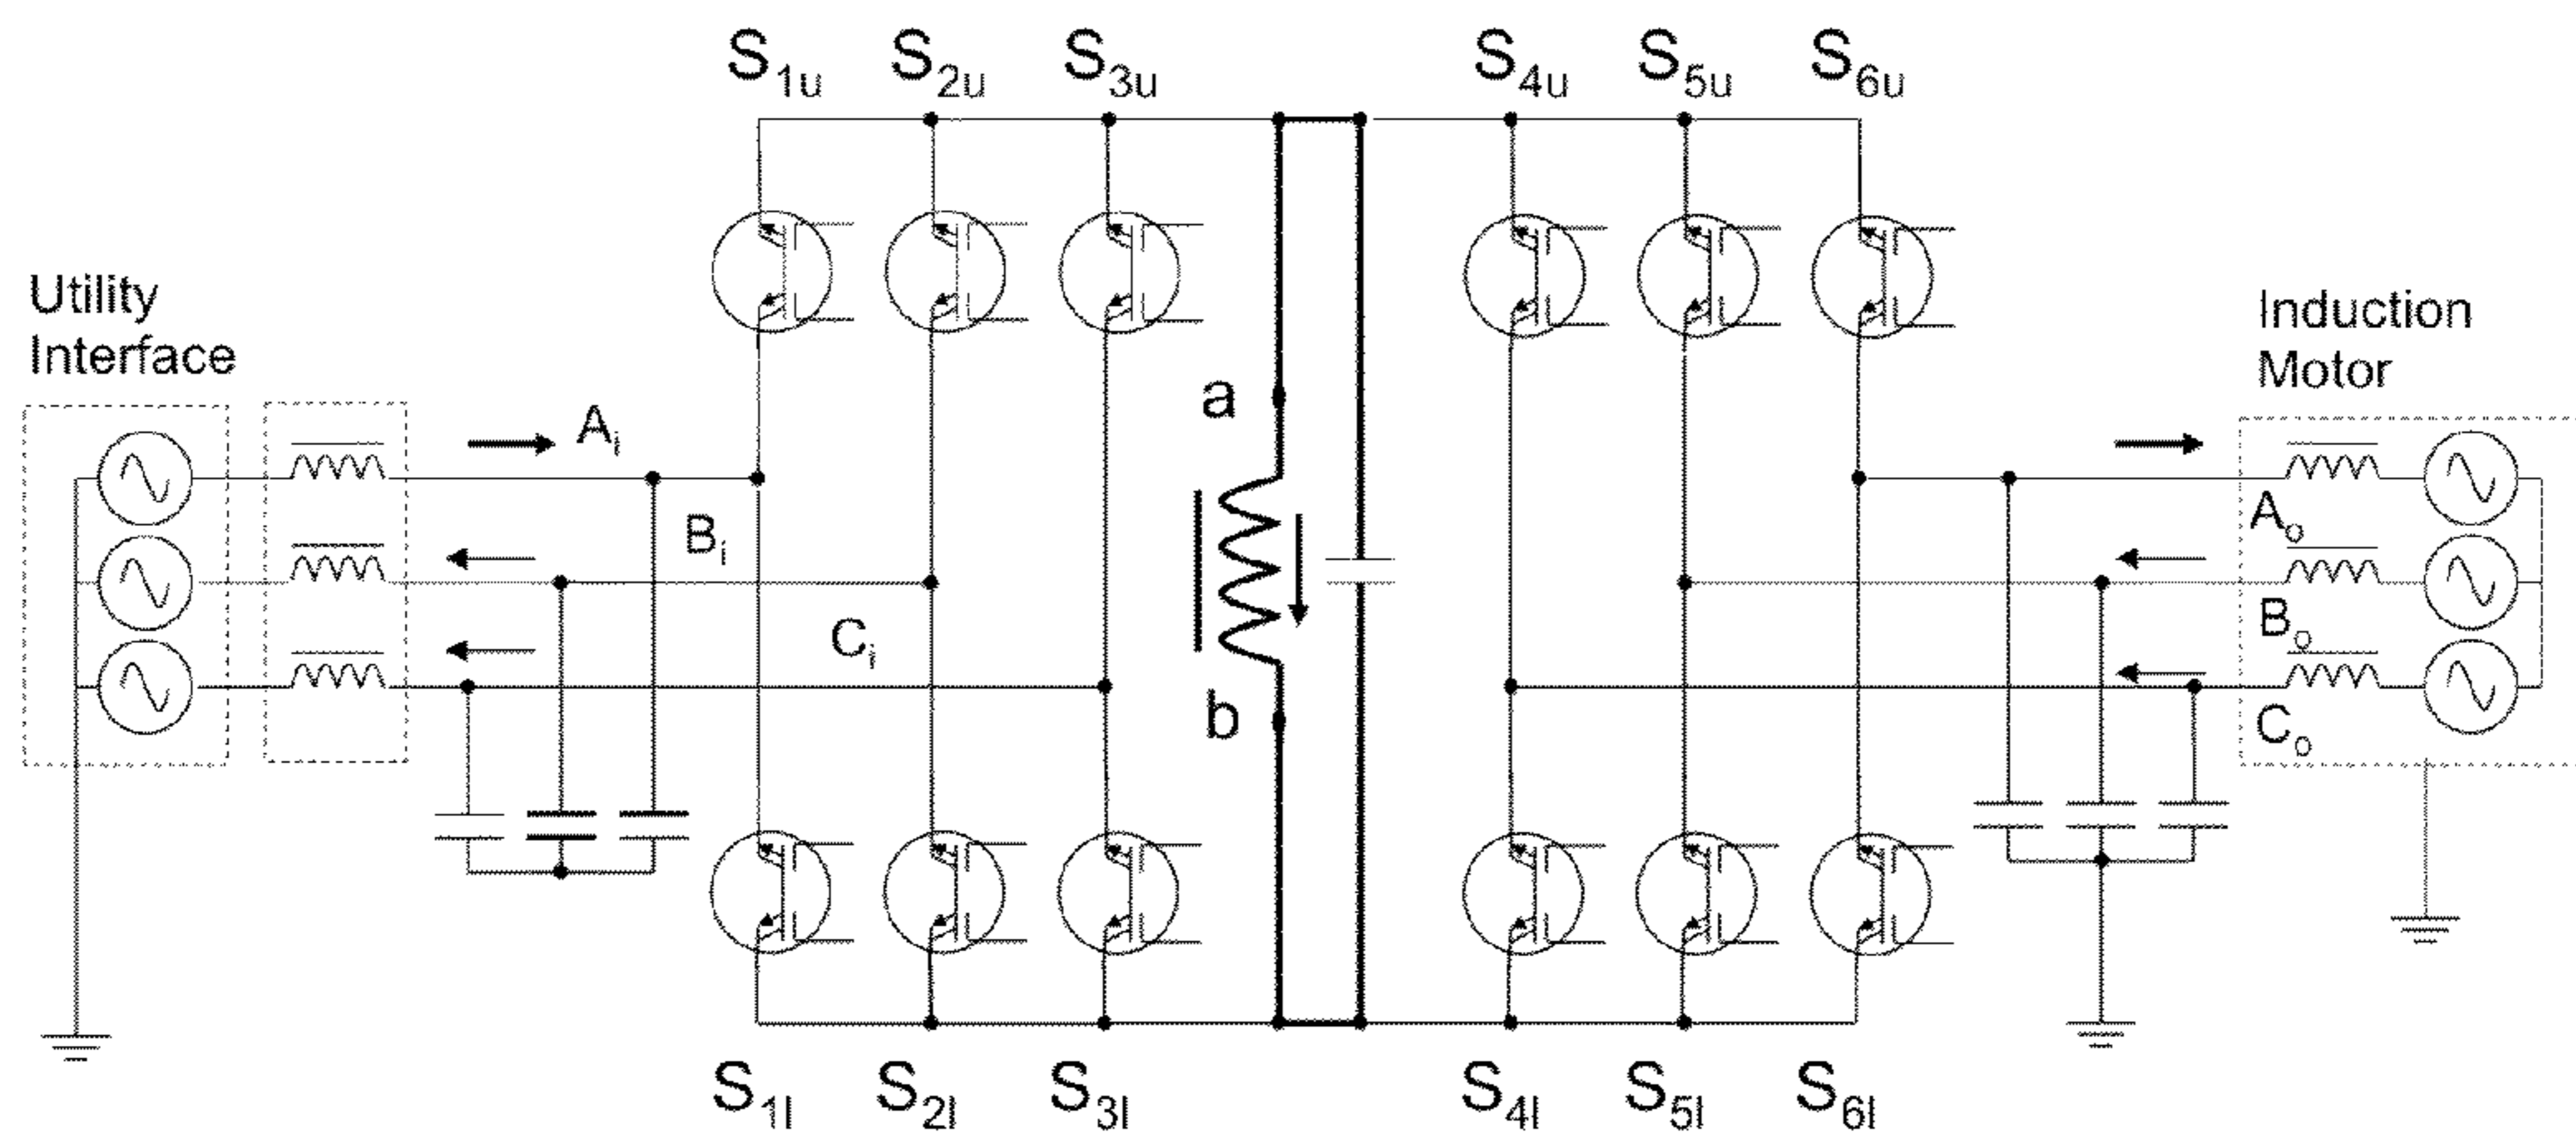 S1u S2u S3u S4u S5u S6u
Utility
Interface
Induction
Motor
Ai
Bi
Ci
a
b
Ao
Bo
Co
S1l S2l S3l S4l S5l S6l